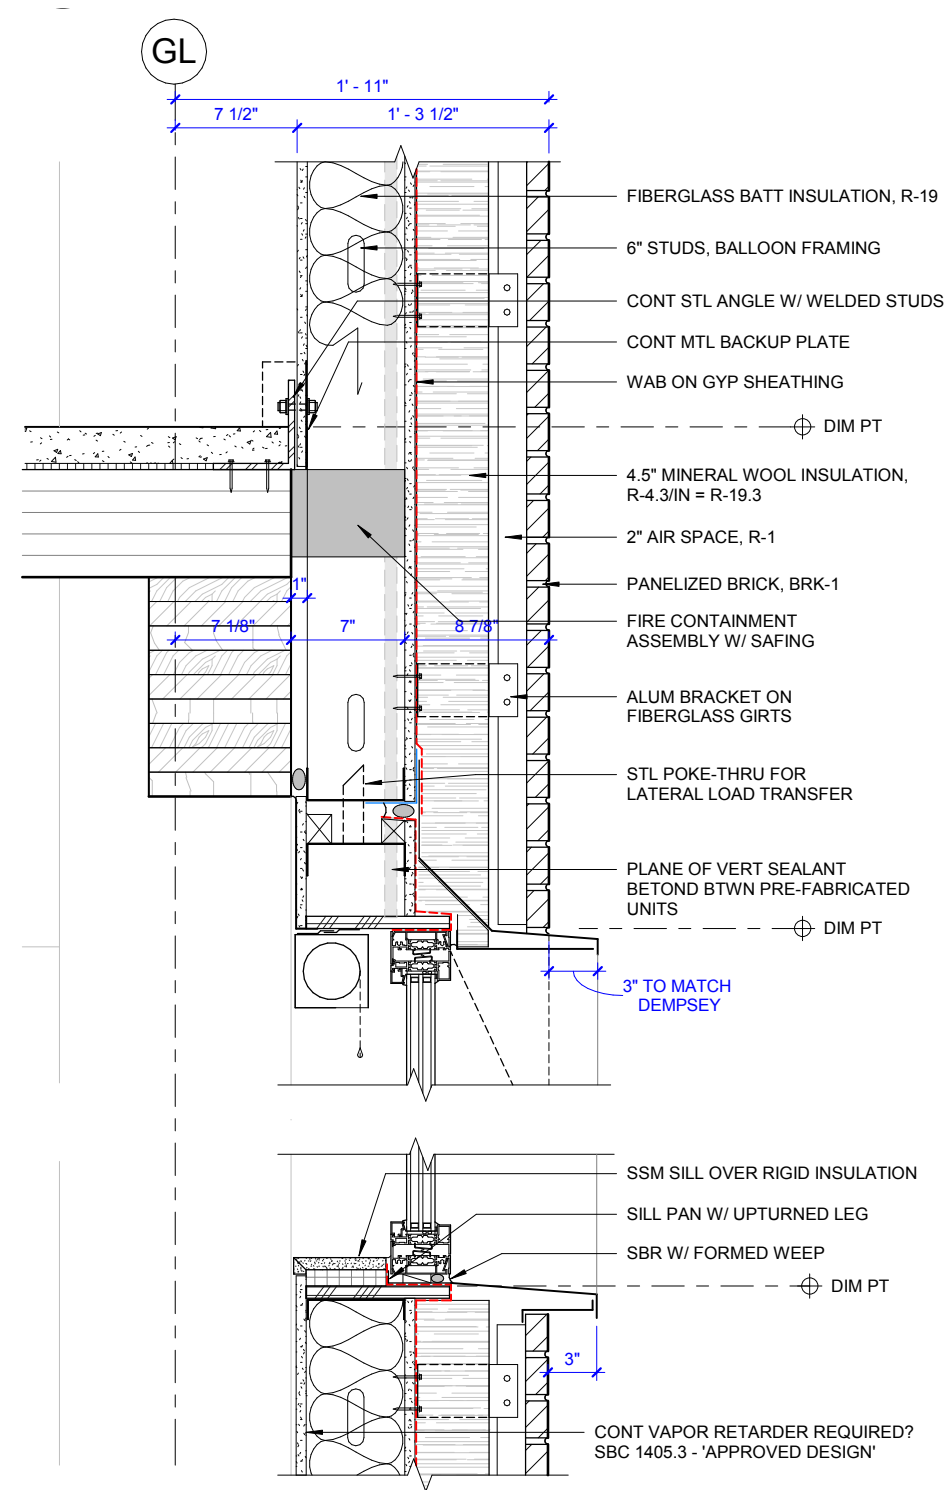 GL
1' - 11"
7 1/2"
1' - 3 1/2"
FIBERGLASS BATT INSULATION, R-19
6" STUDS, BALLOON FRAMING
CONT STL ANGLE W/ WELDED STUDS
CONT MTL BACKUP PLATE
WAB ON GYP SHEATHING
DIM PT
4.5" MINERAL WOOL INSULATION,
R-4.3/IN = R-19.3
2" AIR SPACE, R-1
PANELIZED BRICK, BRK-1
1"
7 1/8"
7"
8 7/8"
FIRE CONTAINMENT
ASSEMBLY W/ SAFING
ALUM BRACKET ON
FIBERGLASS GIRTS
STL POKE-THRU FOR
LATERAL LOAD TRANSFER
PLANE OF VERT SEALANT
BETOND BTWN PRE-FABRICATED
UNITS
DIM PT
3" TO MATCH
DEMPSEY
SSM SILL OVER RIGID INSULATION
SILL PAN W/ UPTURNED LEG
SBR W/ FORMED WEEP
DIM PT
3"
CONT VAPOR RETARDER REQUIRED?
SBC 1405.3 - 'APPROVED DESIGN'